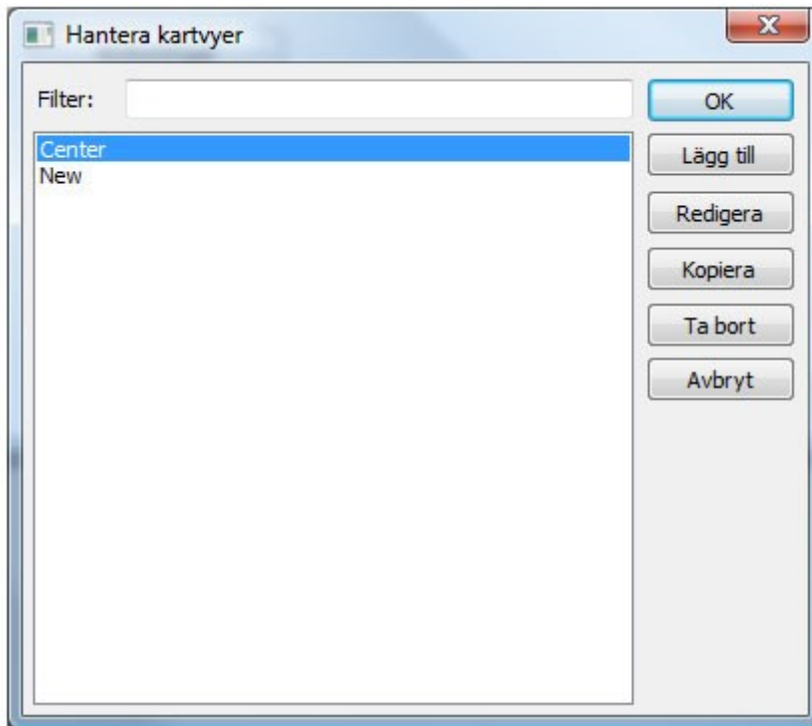 Hantera kartvyer
Filter:
OK
Center
New
Lägg till
Redigera
Kopiera
Ta bort
Avbryt